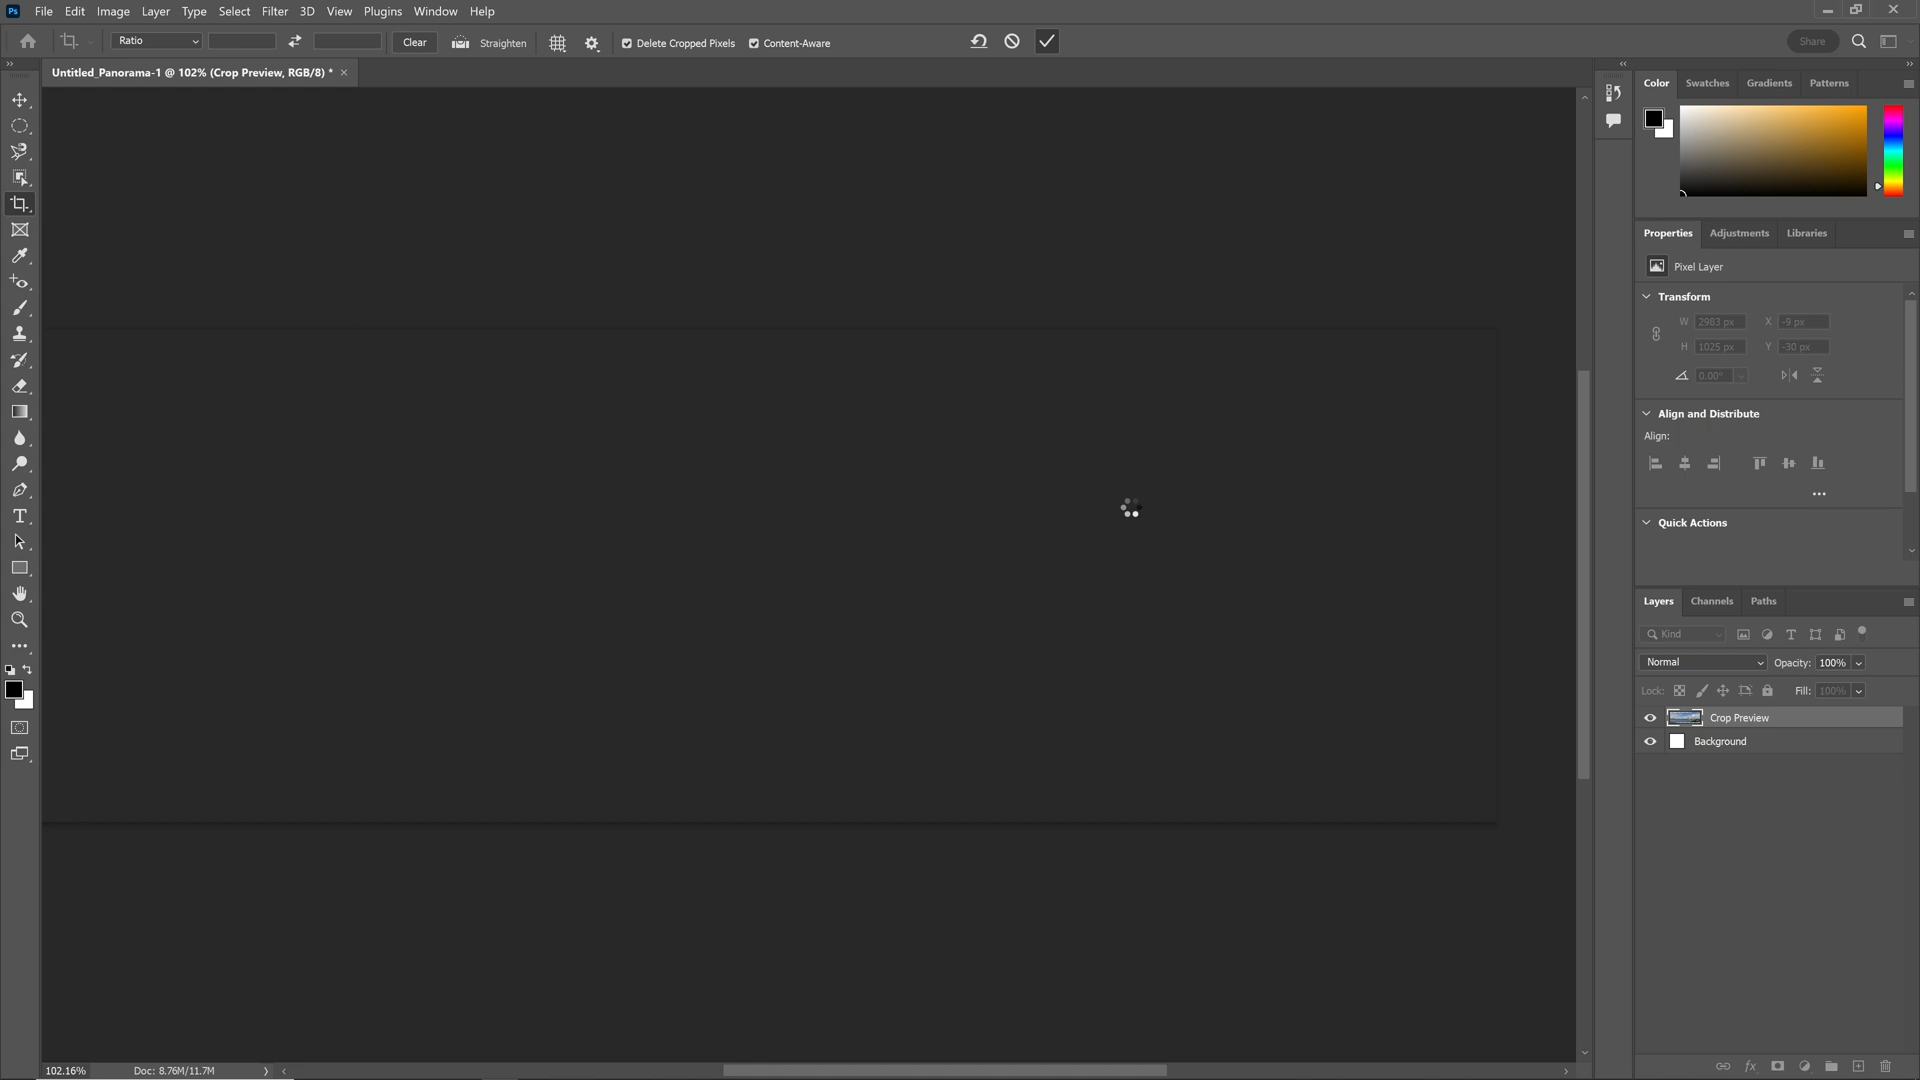 Ps File Edit Image Layer Type Select Filter 3D View Plugins Window Help
Ratio Clear Straighten Delete Cropped Pixels Content-Aware Share
Untitled_Panorama-1 @ 102% (Crop Preview, RGB/8) *
Color Swatches Gradients Patterns
Properties Adjustments Libraries
Pixel Layer
Transform
W 2983 px X -9 px
H 1025 px Y -30 px
0.00°
Align and Distribute
Align:
Quick Actions
Layers Channels Paths
Kind
Normal Opacity: 100%
Lock: Fill: 100%
Crop Preview
Background
102.16% Doc: 8.76M/11.7M